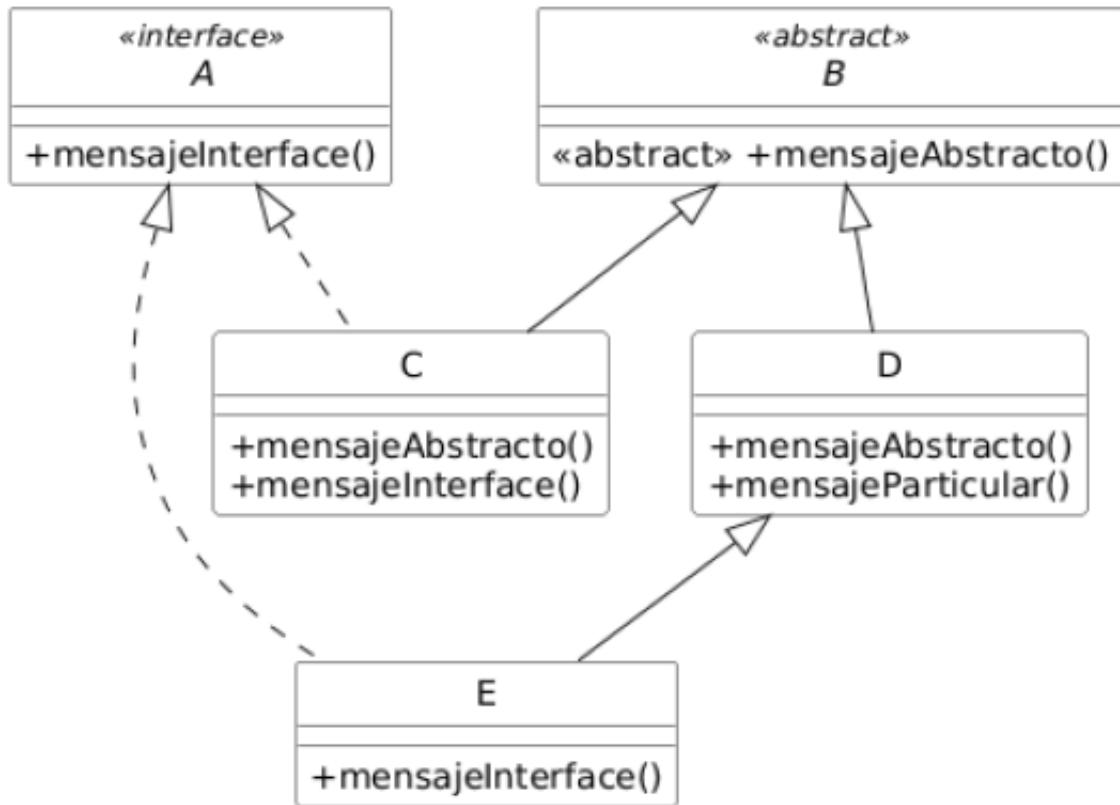 «interface»
A
+mensajeInterface()
«abstract»
B
«abstract» +mensajeAbstracto()
C
+mensajeAbstracto()
+mensajeInterface()
D
+mensajeAbstracto()
+mensajeParticular()
E
+mensajeInterface()